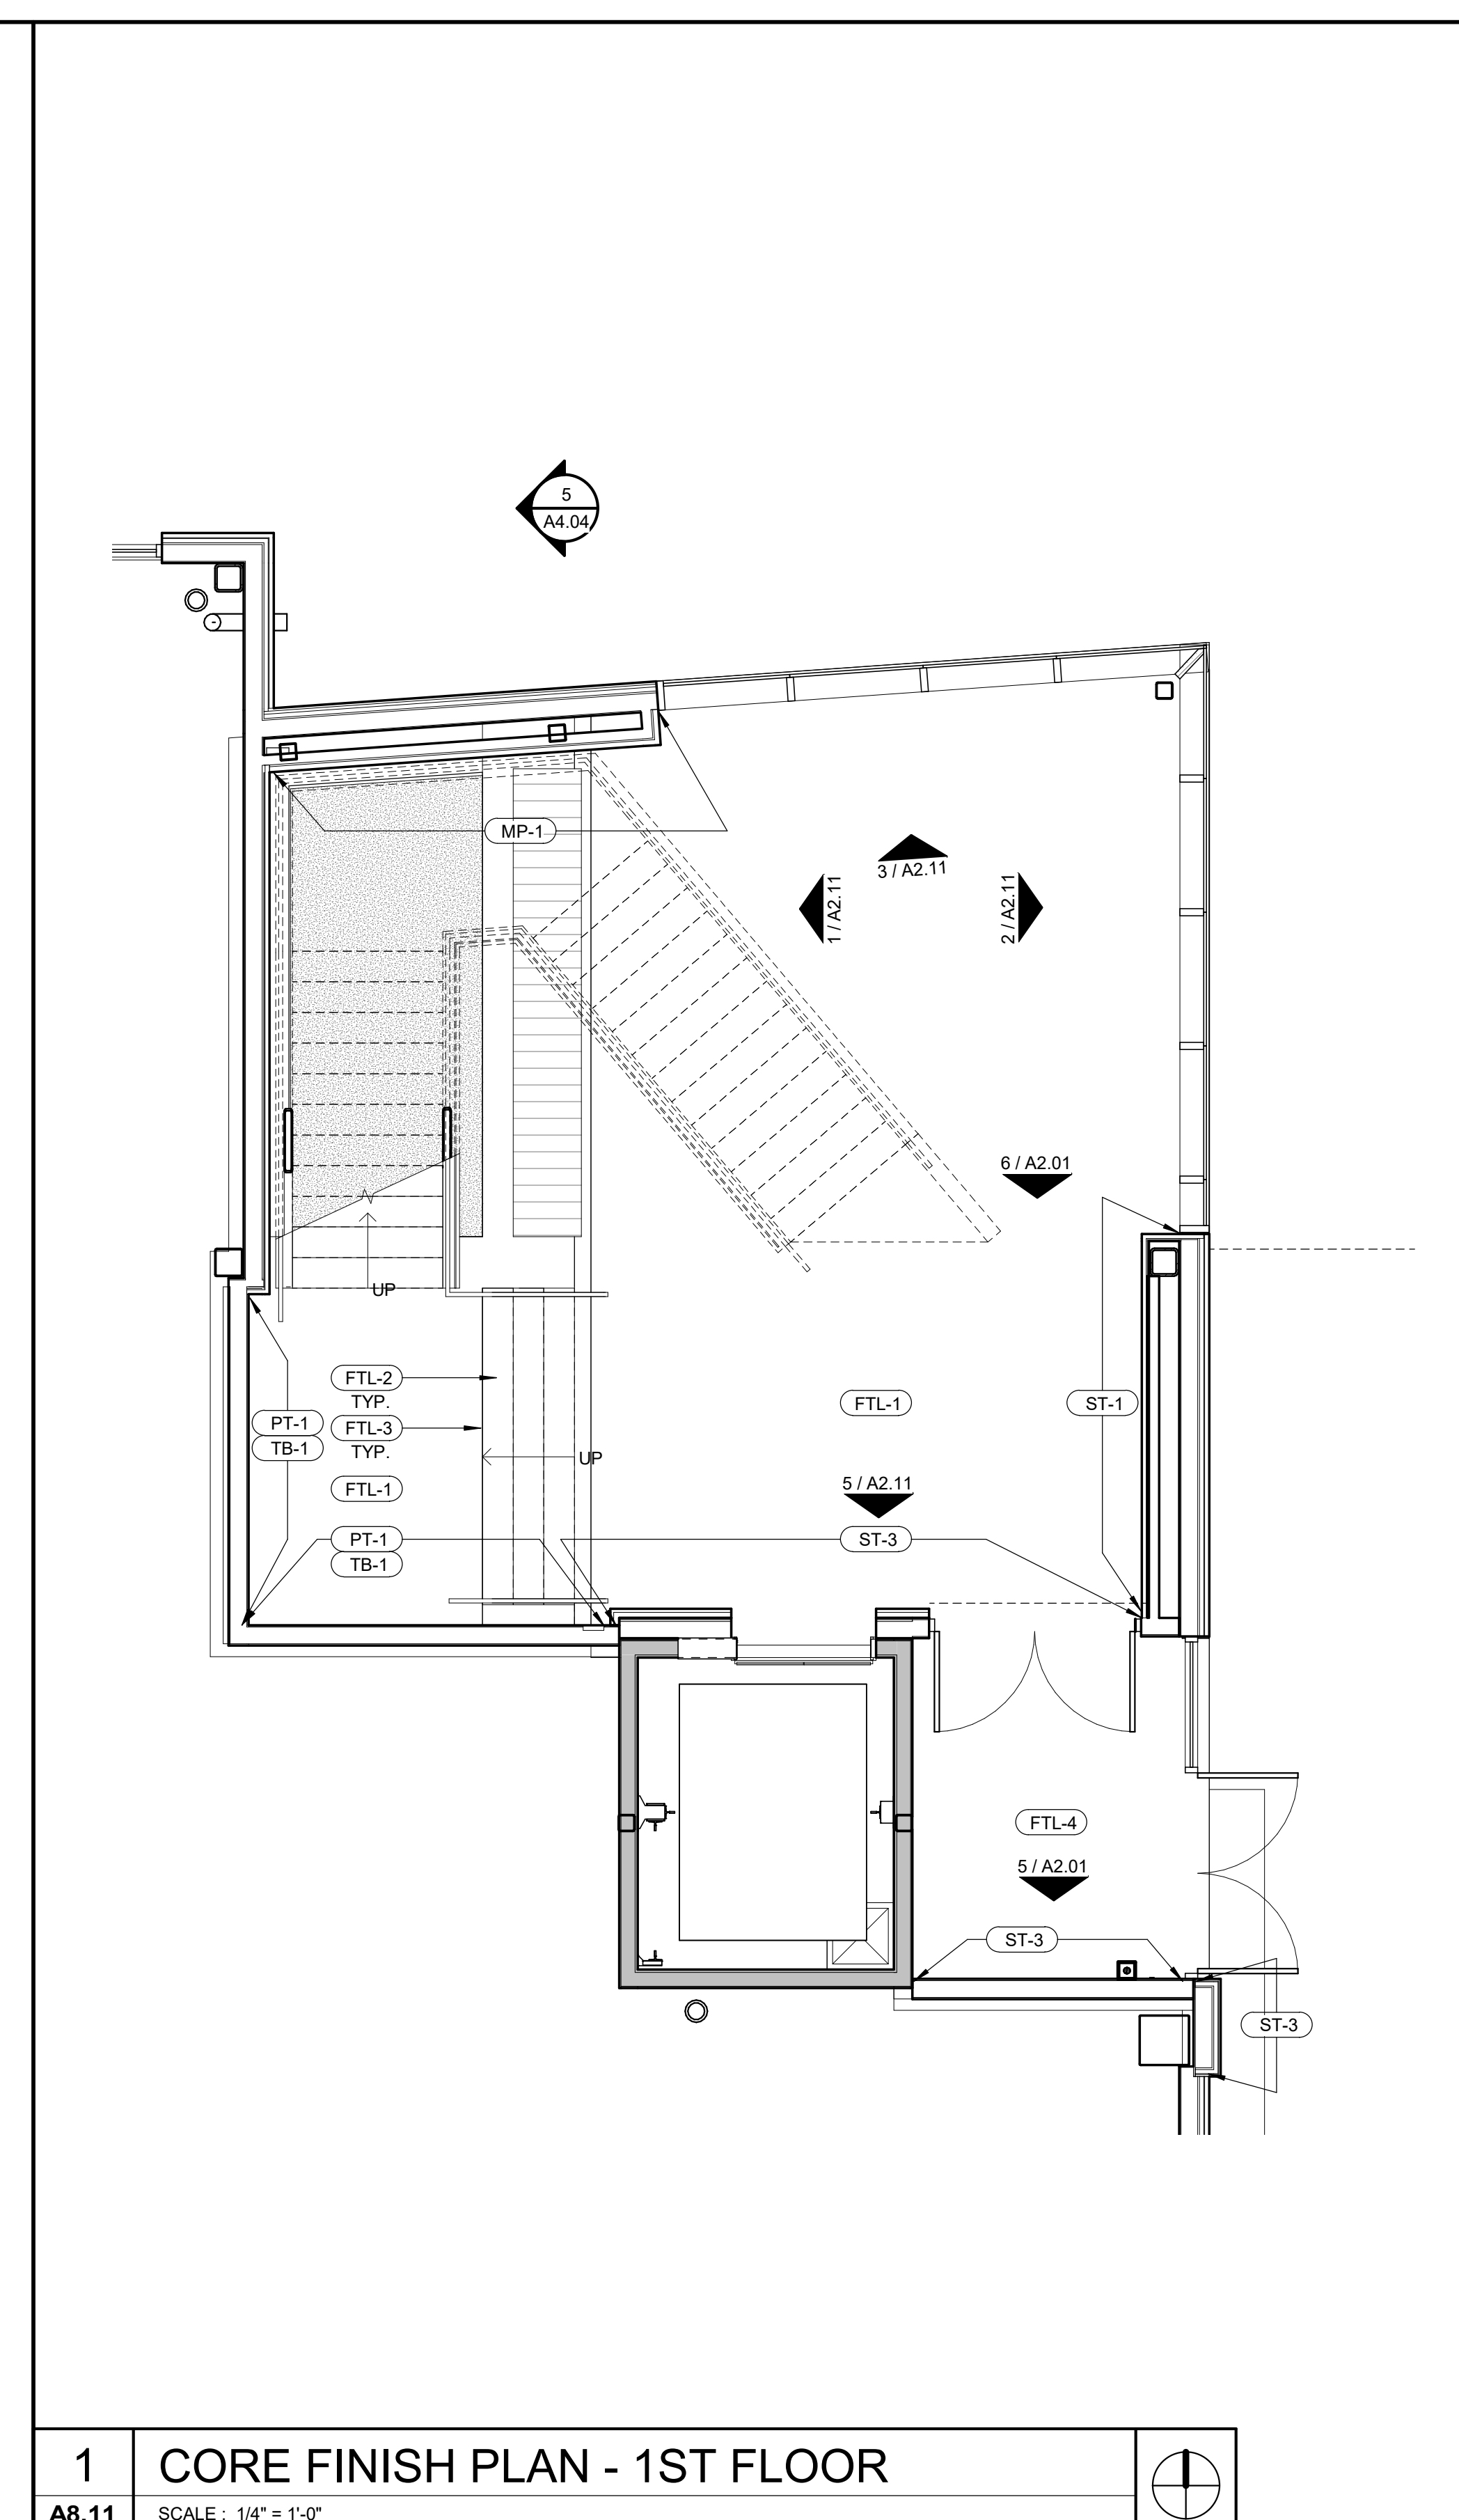 5
A4.04
MP-1
3 / A2.11
1 / A2.11
2 / A2.11
6 / A2.01
UP
FTL-2
TYP.
FTL-1
ST-1
PT-1
FTL-3
TB-1
TYP.
UP
FTL-1
5 / A2.11
PT-1
ST-3
TB-1
FTL-4
5 / A2.01
ST-3
ST-3
1
CORE FINISH PLAN - 1ST FLOOR
A8.11
SCALE : 1/4" = 1'-0"